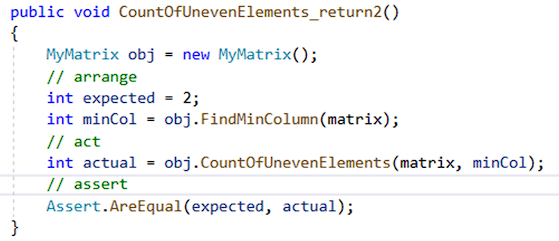 public void CountOfUnevenElements_return2()
{
MyMatrix obj = new MyMatrix();
// arrange
int expected = 2;
int minCol = obj.FindMinColumn(matrix);
// act
int actual = obj.CountOfUnevenElements(matrix, minCol);
// assert
Assert.AreEqual(expected, actual);
}